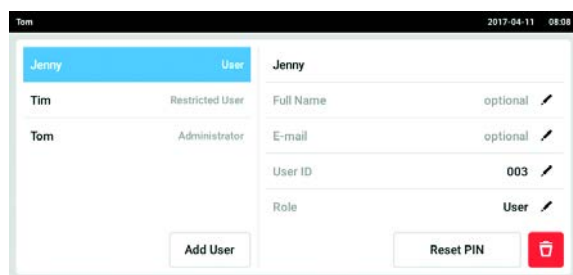 Tom 2017-04-11 08:08
Jenny User
Tim Restricted User
Tom Administrator
Add User
Jenny
Full Name optional
E-mail optional
User ID 003
Role User
Reset PIN